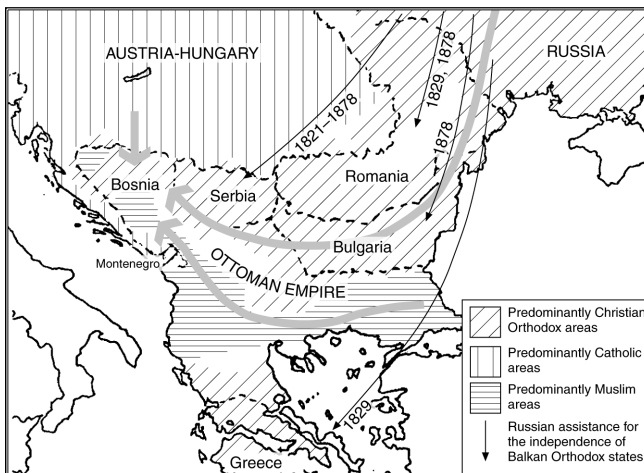 AUSTRIA-HUNGARY
RUSSIA
1829, 1878
1821–1878
1878
Bosnia
Serbia
Romania
Bulgaria
Montenegro
OTTOMAN EMPIRE
1829
Greece
Predominantly Christian
Orthodox areas
Predominantly Catholic
areas
Predominantly Muslim
areas
Russian assistance for
the independence of
Balkan Orthodox states